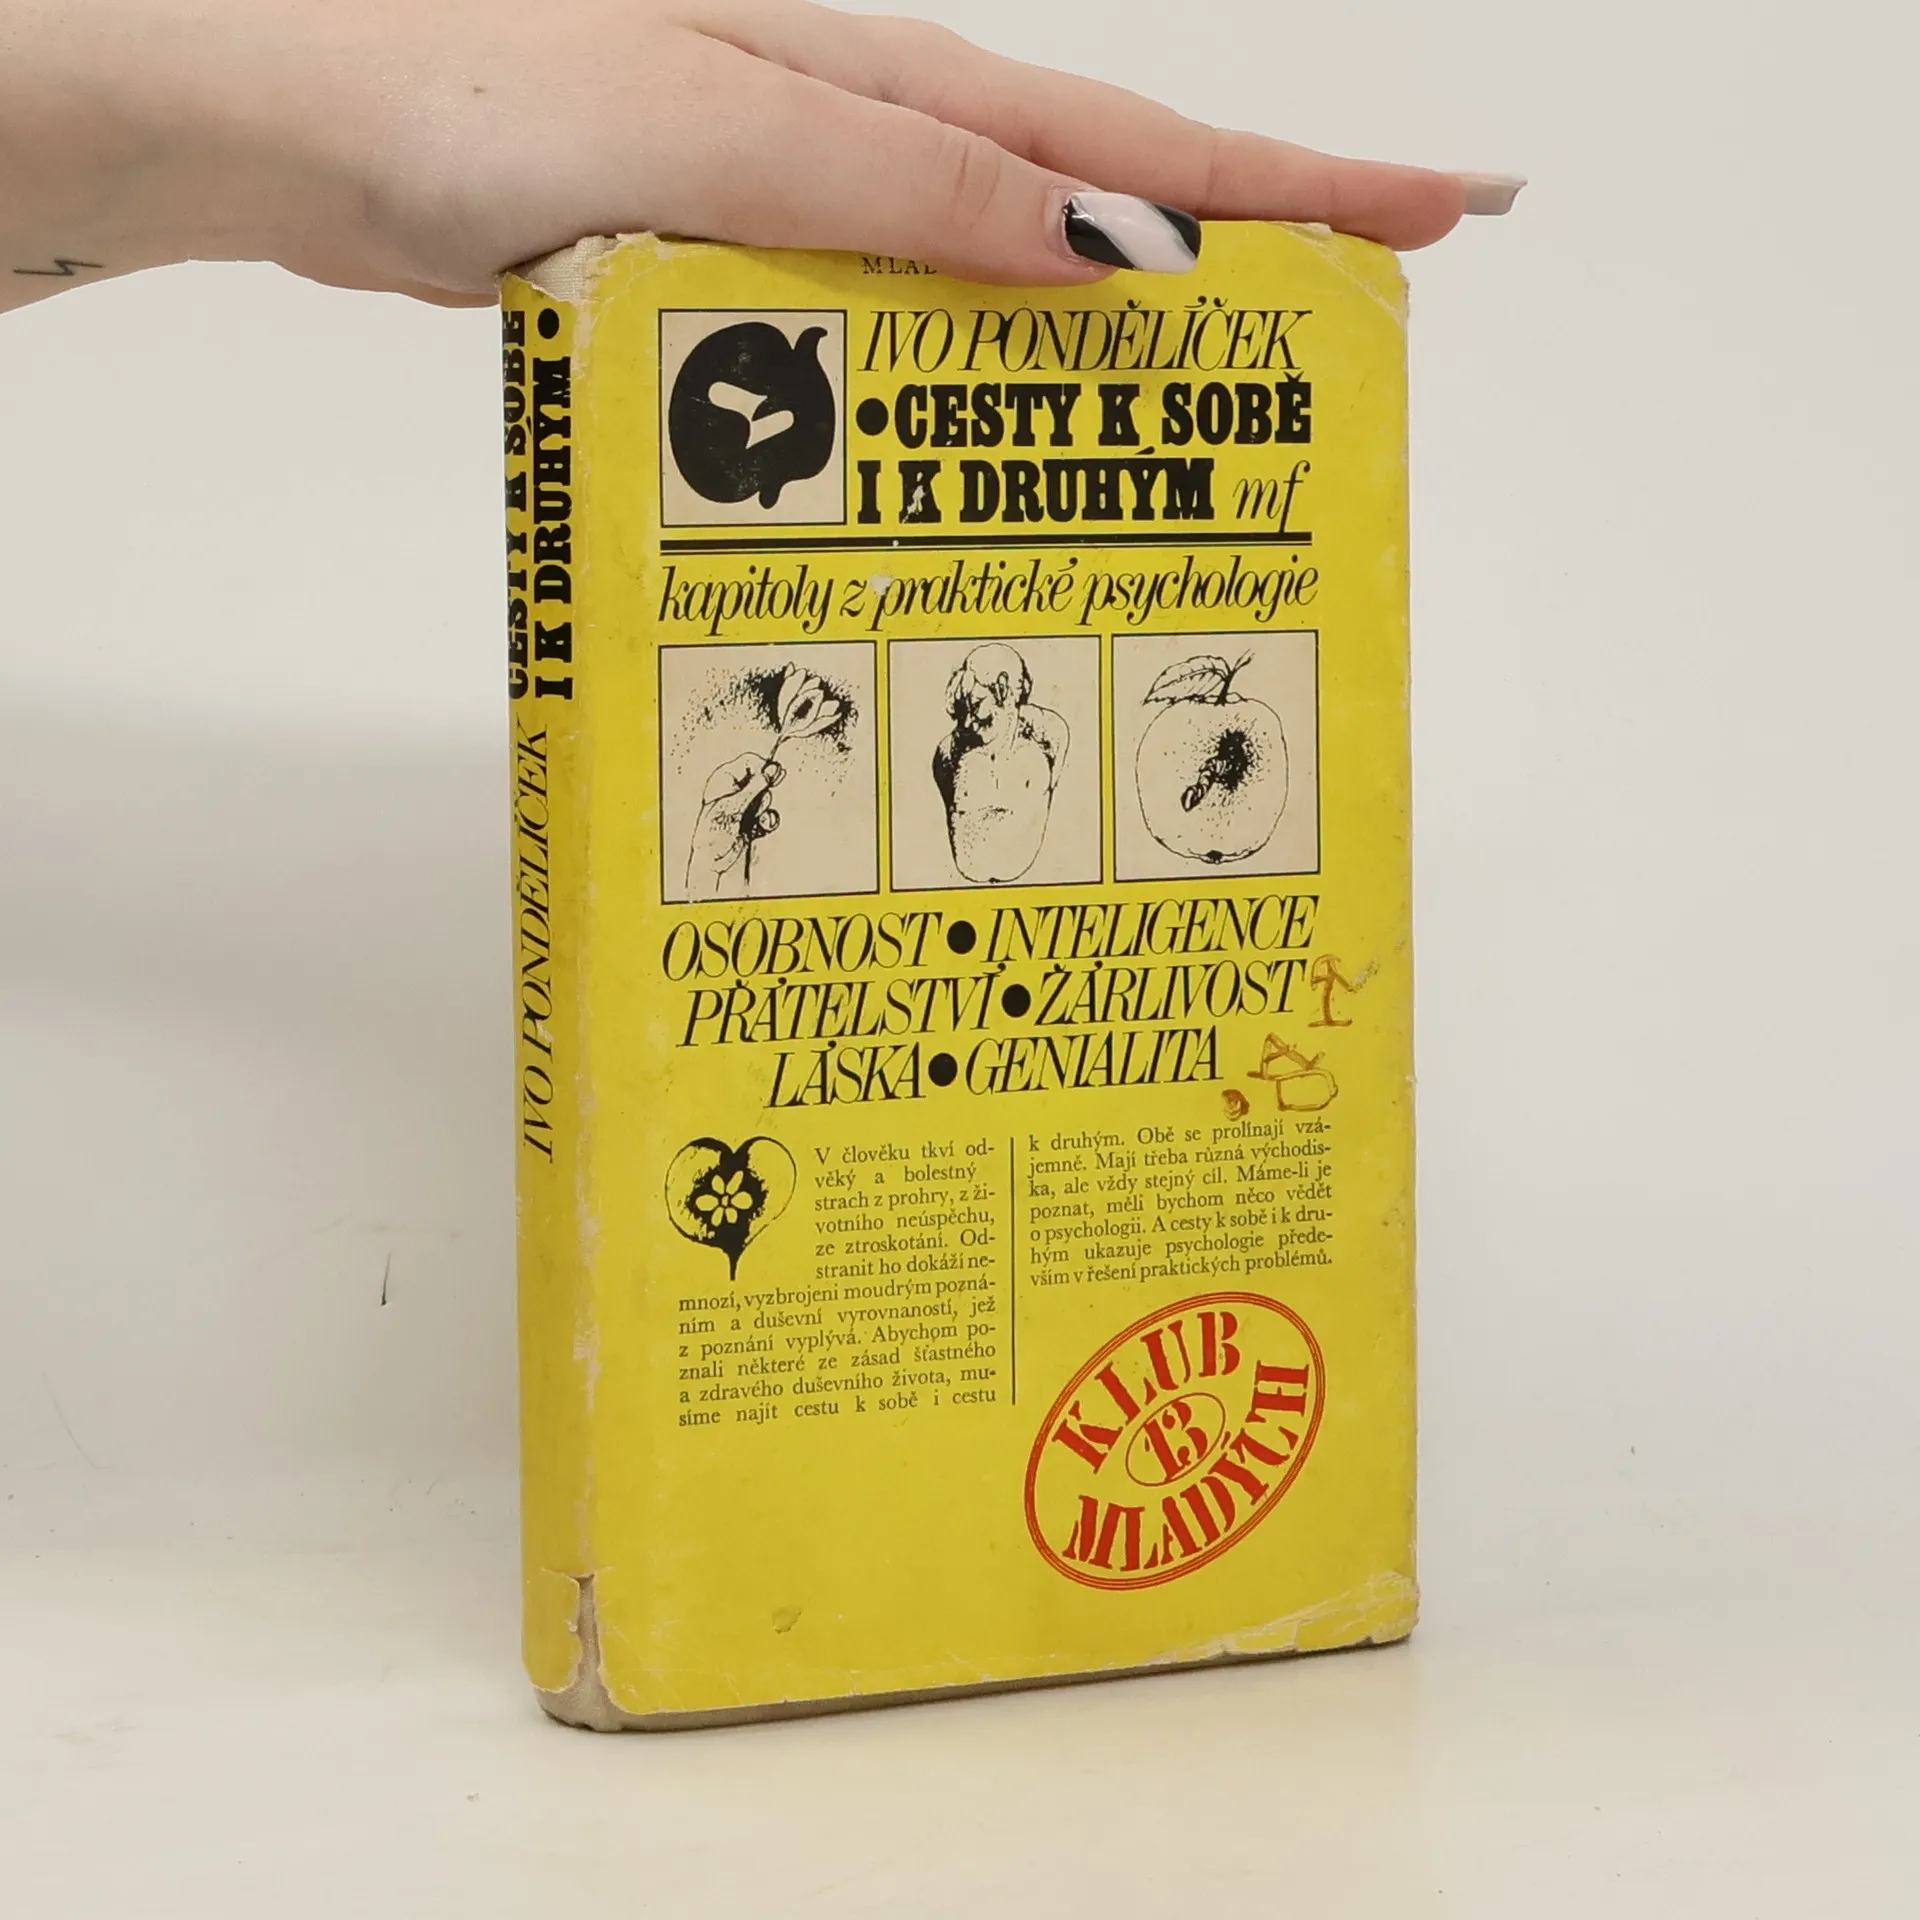 CESTY K SOBĚ
I K DRUHÝM •
IVO PONDĚLÍČEK
IVO PONDĚLÍČEK
• CESTY K SOBĚ
I K DRUHÝM mf
kapitoly z praktické psychologie
OSOBNOST • INTELIGENCE
PŘÁTELSTVÍ • ŽÁRLIVOST
LÁSKA • GENIALITA
V člověku tkví od-
věký a bolestný
strach z prohry, z ži-
votního neúspěchu,
ze ztroskotání. Od-
stranit ho dokáží ne-
mnozí, vyzbrojeni moudrým pozná-
ním a duševní vyrovnaností, jež
z poznání vyplývá. Abychom po-
znali některé ze zásad šťastného
a zdravého duševního života, mu-
síme najít cestu k sobě i cestu
k druhým. Obě se prolínají vzá-
jemně. Mají třeba různá východis-
ka, ale vždy stejný cíl. Máme-li je
poznat, měli bychom něco vědět
o psychologii. A cesty k sobě i k dru-
hým ukazuje psychologie přede-
vším v řešení praktických problémů.
KLUB
13
MLADÝCH